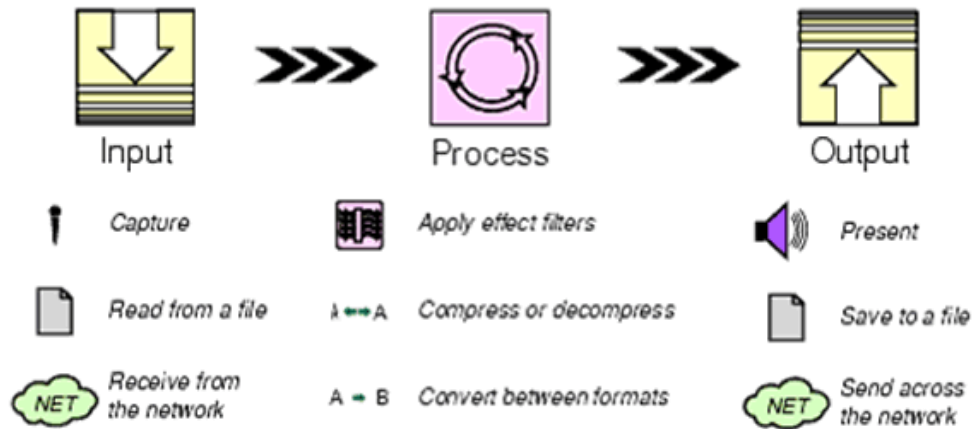 Input
Process
Output
Capture
Apply effect filters
Present
Read from a file
A A
Compress or decompress
Save to a file
NET
Receive from
the network
A B
Convert between formats
NET
Send across
the network